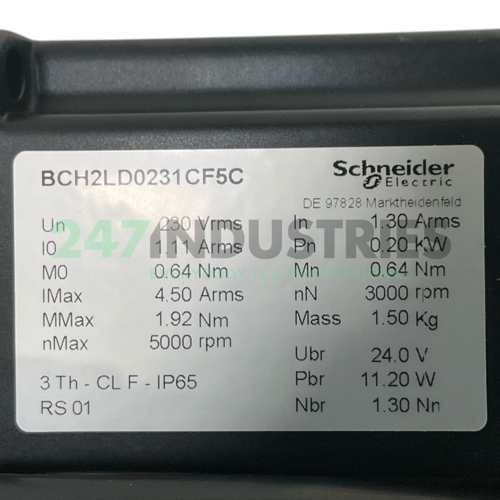 BCH2LD0231CF5C
Schneider
Electric
DE 97828 Marktheidenfeld
Un 230 Vrms
I0 Arms
M0 0.64 Nm
IMax 4.50 Arms
MMax 1.92 Nm
nMax 5000 rpm
3 Th - CL F - IP65
RS 01
In 1.30 Arms
Pn 0.20 KW
Mn 0.64 Nm
nN 3000 rpm
Mass 1.50 Kg
Ubr 24.0 V
Pbr 11.20 W
Nbr 1.30 Nn
247INDUSTRIES